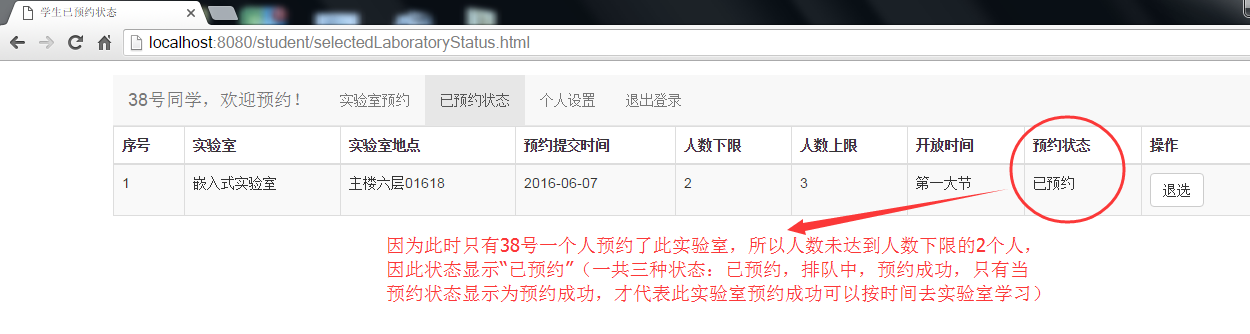 学生已预约状态
localhost:8080/student/selectedLaboratoryStatus.html
38号同学，欢迎预约！ 实验室预约 已预约状态 个人设置 退出登录
序号 实验室 实验室地点 预约提交时间 人数下限 人数上限 开放时间 预约状态 操作
1 嵌入式实验室 主楼六层01618 2016-06-07 2 3 第一大节 已预约 退选
因为此时只有38号一个人预约了此实验室，所以人数未达到人数下限的2个人，
因此状态显示“已预约”（一共三种状态：已预约，排队中，预约成功，只有当
预约状态显示为预约成功，才代表此实验室预约成功可以按时间去实验室学习）